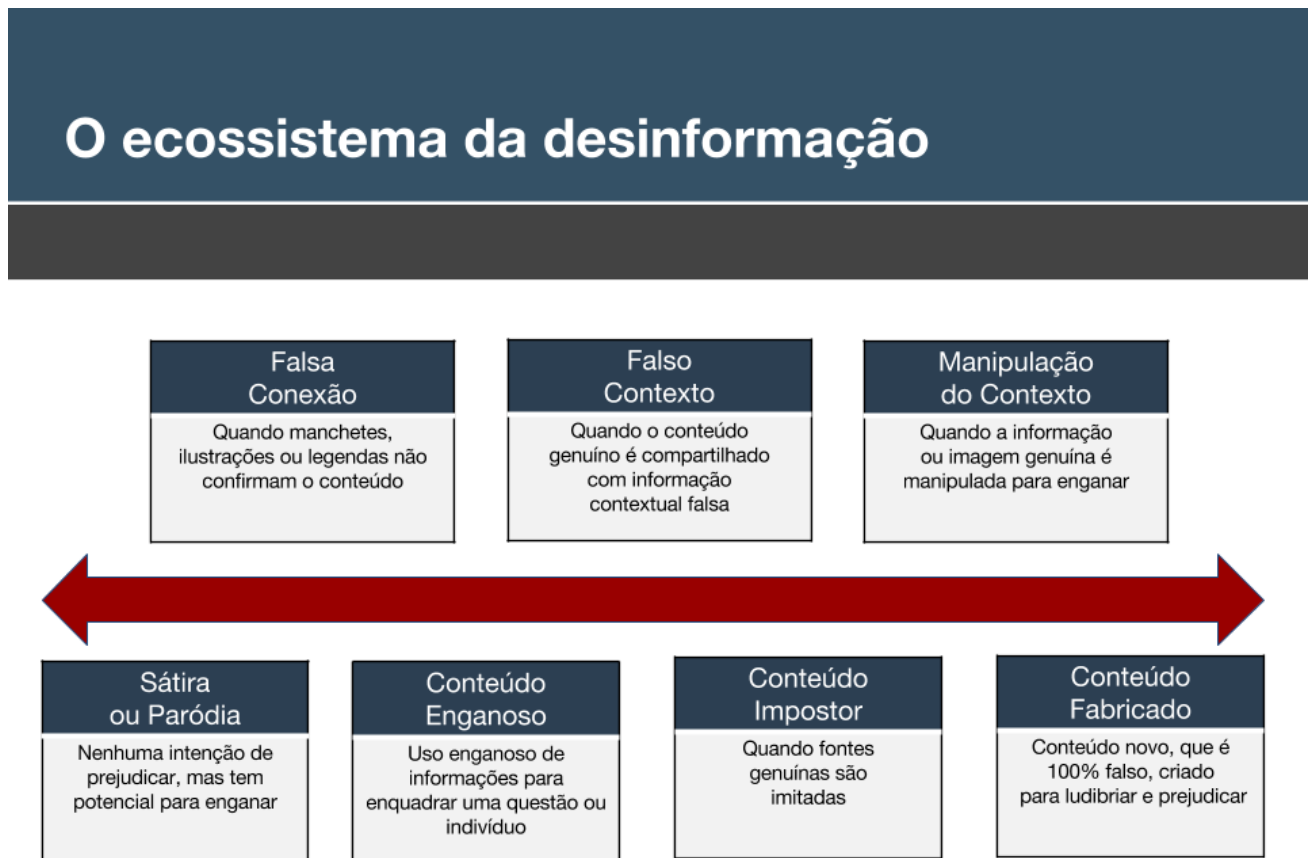 O ecossistema da desinformação
Falsa
Conexão
Quando manchetes,
ilustrações ou legendas não
confirmam o conteúdo
Falso
Contexto
Quando o conteúdo
genuíno é compartilhado
com informação
contextual falsa
Manipulação
do Contexto
Quando a informação
ou imagem genuína é
manipulada para enganar
Sátira
ou Paródia
Nenhuma intenção de
prejudicar, mas tem
potencial para enganar
Conteúdo
Enganoso
Uso enganoso de
informações para
enquadrar uma questão ou
indivíduo
Conteúdo
Impostor
Quando fontes
genuínas são
imitadas
Conteúdo
Fabricado
Conteúdo novo, que é
100% falso, criado
para ludibriar e prejudicar